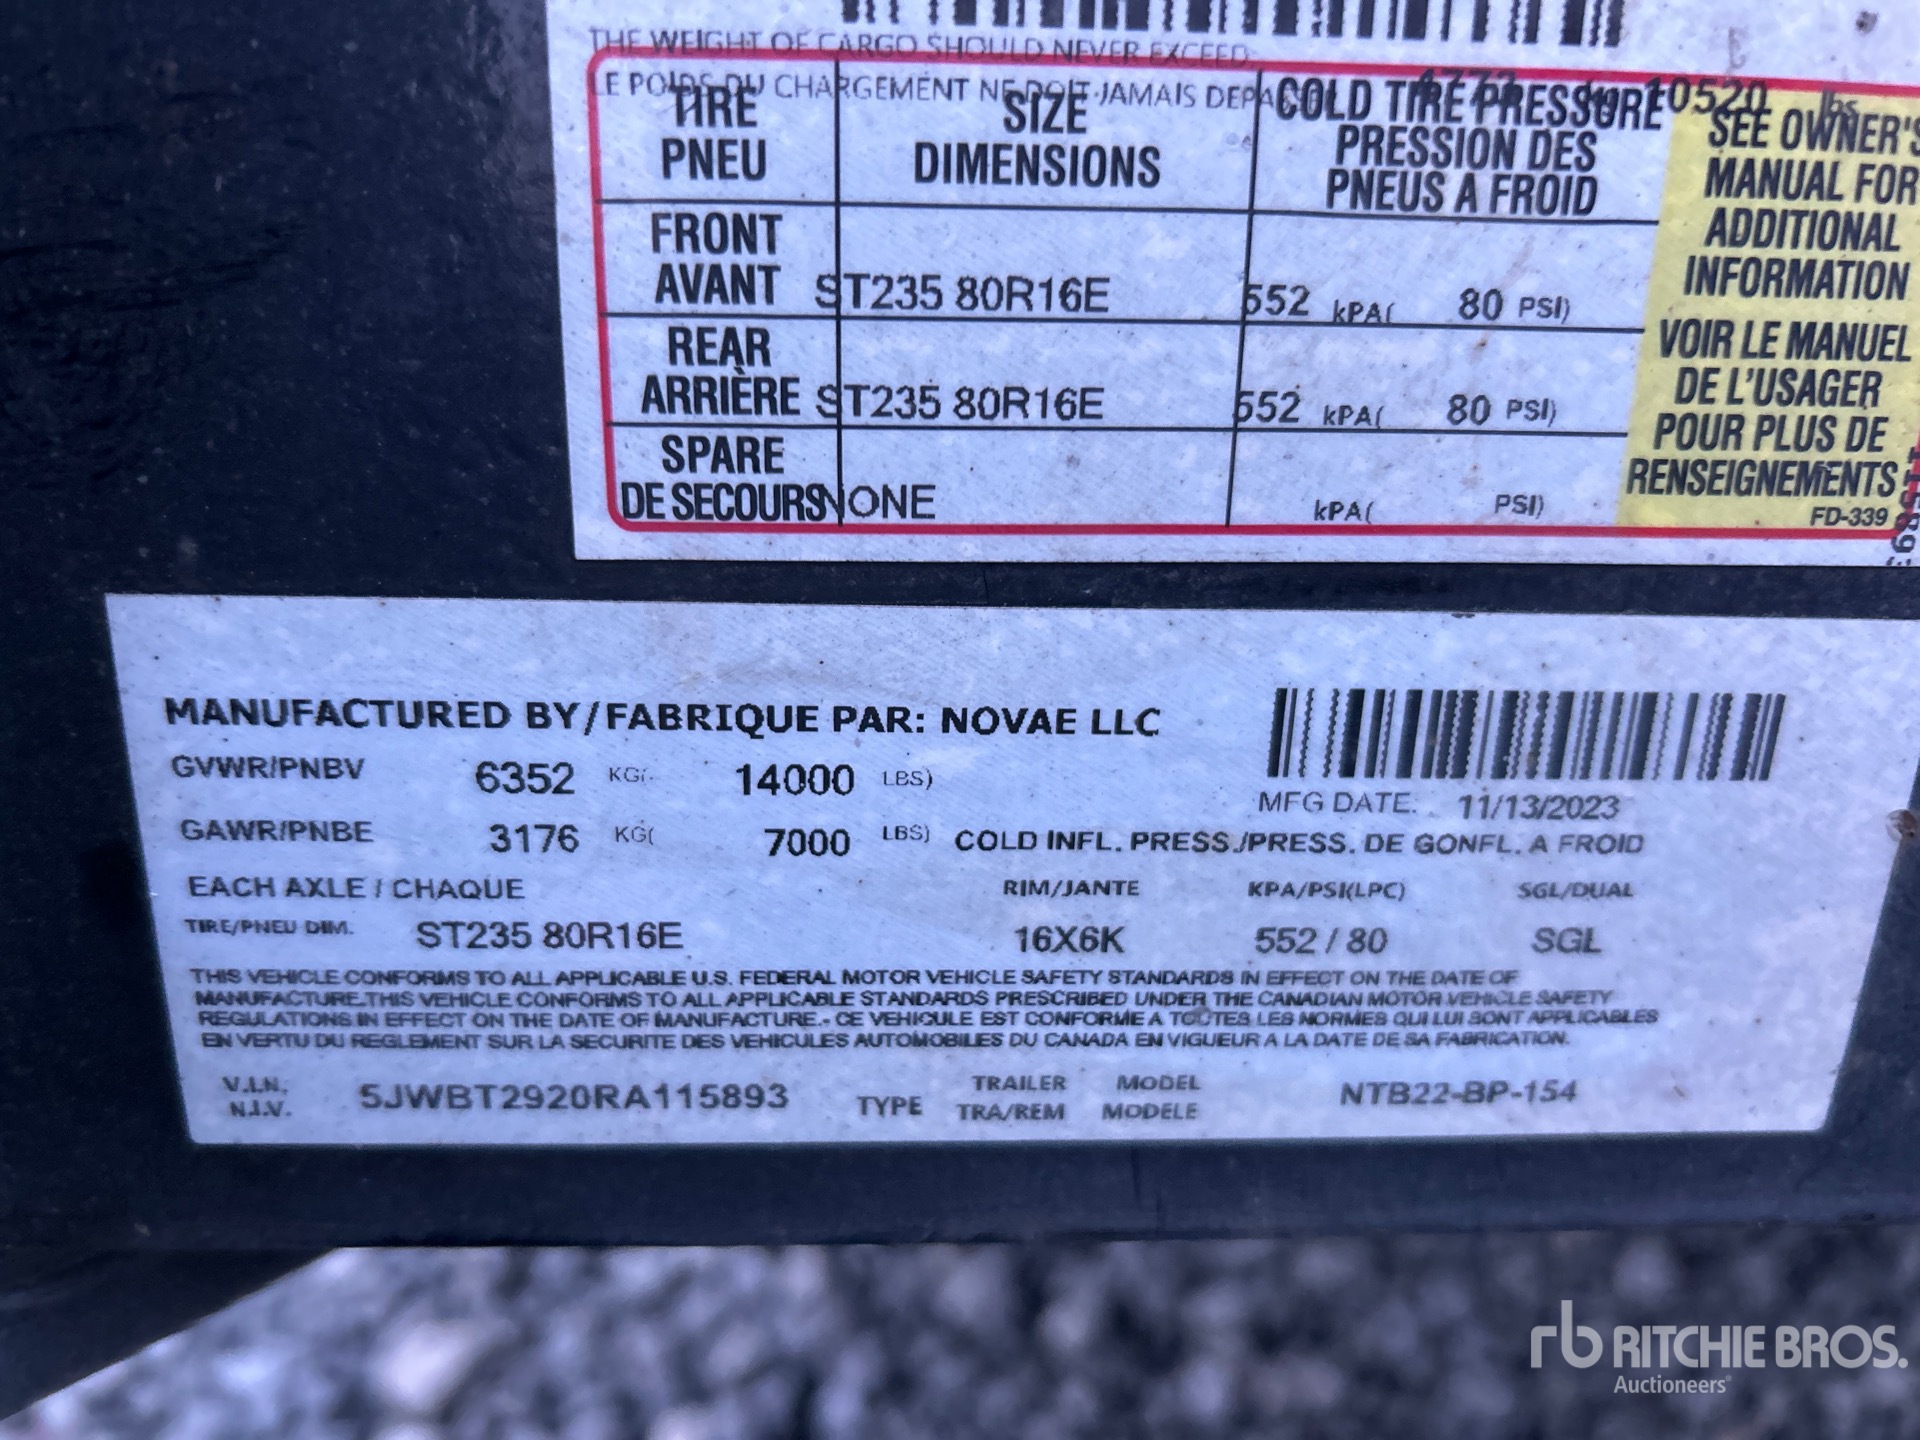 THE WEIGHT OF CARGO SHOULD NEVER EXCEED
LE POIDS DU CHARGEMENT NE DOIT JAMAIS DEPASSER 4772 kg 10520 lbs
TIRE SIZE COLD TIRE PRESSURE
PNEU DIMENSIONS PRESSION DES
PNEUS A FROID
FRONT
AVANT ST235 80R16E 552 kPA( 80 PSI)
REAR
ARRIÈRE ST235 80R16E 552 kPA( 80 PSI)
SPARE
DE SECOURS NONE kPA( PSI)
SEE OWNER'S
MANUAL FOR
ADDITIONAL
INFORMATION
VOIR LE MANUEL
DE L'USAGER
POUR PLUS DE
RENSEIGNEMENTS
FD-339
MANUFACTURED BY/FABRIQUE PAR: NOVAE LLC
GVWR/PNBV 6352 KG( 14000 LBS)
MFG DATE: 11/13/2023
GAWR/PNBE 3176 KG( 7000 LBS) COLD INFL. PRESS./PRESS. DE GONFL. A FROID
EACH AXLE / CHAQUE RIM/JANTE KPA/PSI(LPC) SGL/DUAL
TIRE/PNEU DIM. ST235 80R16E 16X6K 552 / 80 SGL
THIS VEHICLE CONFORMS TO ALL APPLICABLE U.S. FEDERAL MOTOR VEHICLE SAFETY STANDARDS IN EFFECT ON THE DATE OF
MANUFACTURE.THIS VEHICLE CONFORMS TO ALL APPLICABLE STANDARDS PRESCRIBED UNDER THE CANADIAN MOTOR VEHICLE SAFETY
REGULATIONS IN EFFECT ON THE DATE OF MANUFACTURE.- CE VEHICULE EST CONFORME A TOUTES LES NORMES QUI LUI SONT APPLICABLES
EN VERTU DU REGLEMENT SUR LA SECURITE DES VEHICULES AUTOMOBILES DU CANADA EN VIGUEUR A LA DATE DE SA FABRICATION.
V.I.N. 5JWBT2920RA115893 TYPE TRAILER MODEL NTB22-BP-154
N.I.V. TRA/REM MODELE
rb RITCHIE BROS.
Auctioneers